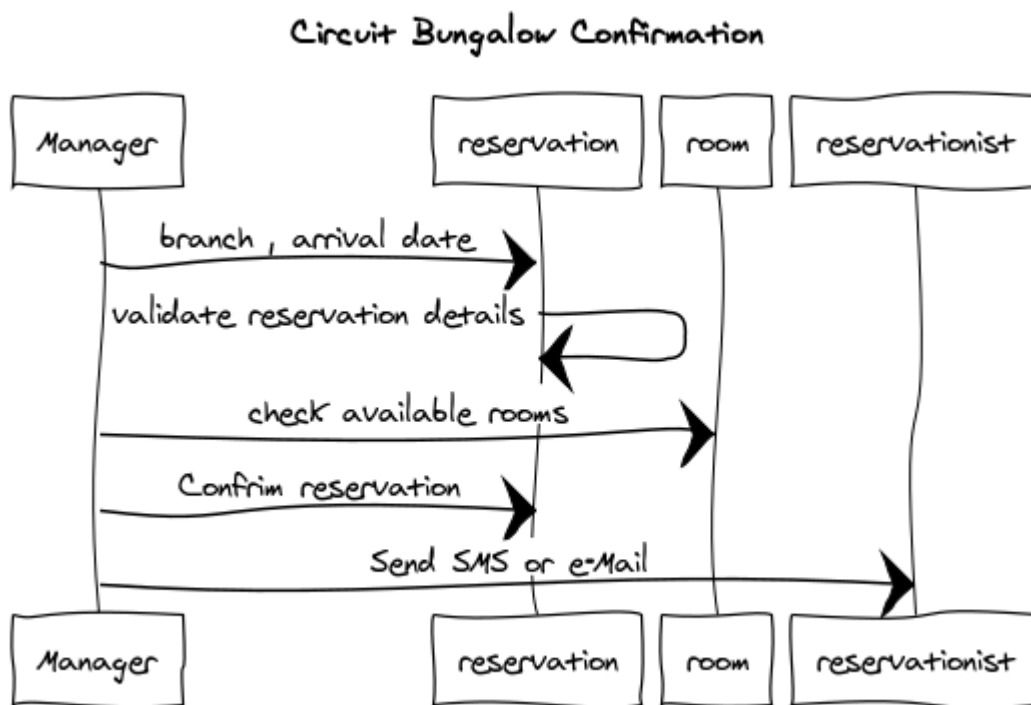 Circuit Bungalow Confirmation
Manager
reservation
room
reservationist
branch , arrival date
validate reservation details
check available rooms
Confrim reservation
Send SMS or e-Mail
Manager
reservation
room
reservationist